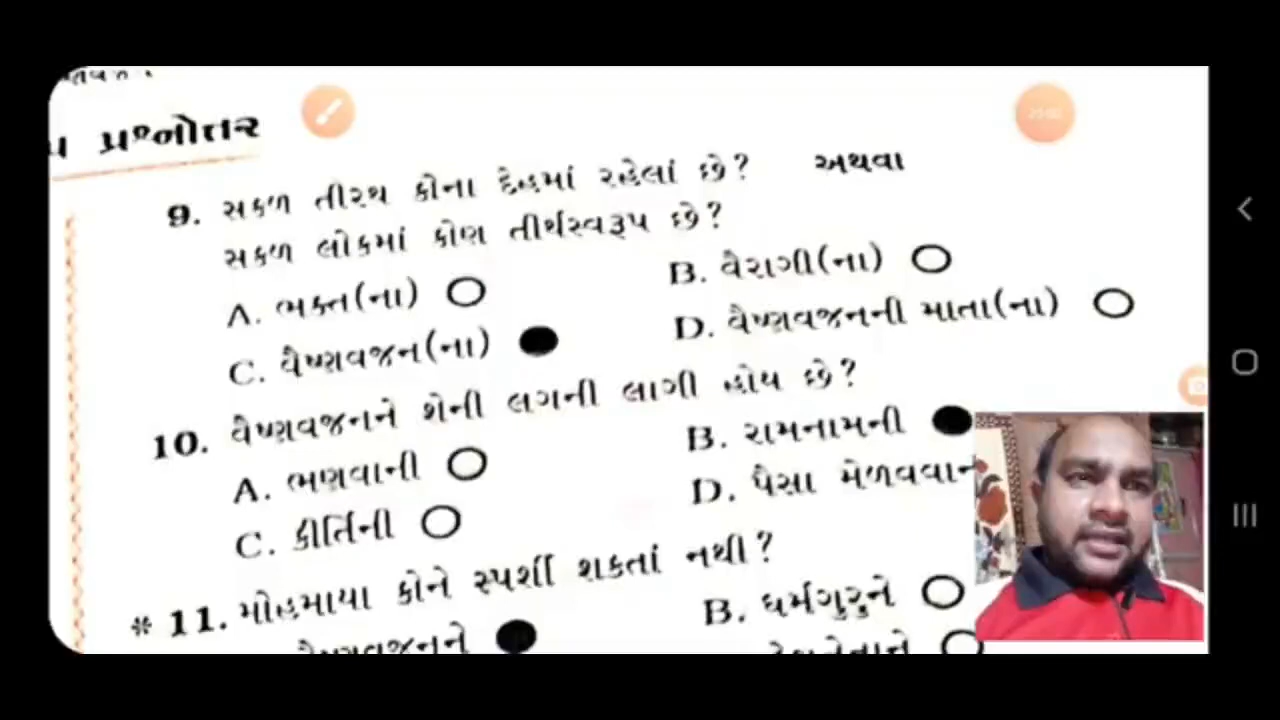 પ્રશ્નોત્તર
9. સકળ તીરથ કોના દેહમાં રહેલાં છે? અથવા
સકળ લોકમાં કોણ તીર્થસ્વરૂપ છે?
A. ભક્ત(ના) B. વૈરાગી(ના)
C. વૈષ્ણવજન(ના) D. વૈષ્ણવજનની માતા(ના)
10. વૈષ્ણવજનને શેની લગની લાગી હોય છે?
A. ભણવાની B. રામનામની
C. કીર્તિની D. પૈસા મેળવવાન
* 11. મોહમાયા કોને સ્પર્શી શકતાં નથી?
વૈષ્ણવજનને B. ધર્મગુરુને